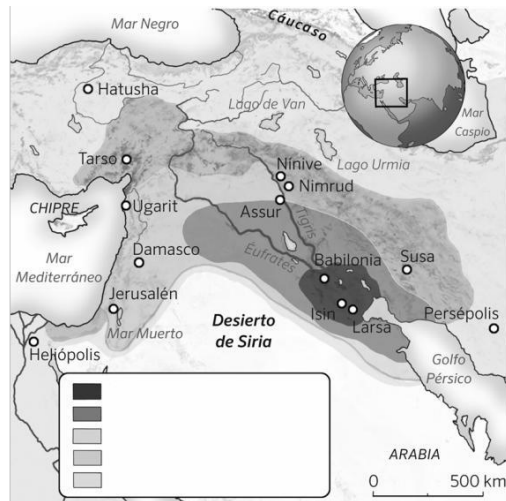 Mar Negro
Cáucaso
Hatusha
Lago de Van
Mar
Caspio
Tarso
Nínive
Lago Urmia
Nimrud
CHIPRE
Ugarit
Assur
Tigris
Mar
Mediterráneo
Damasco
Éufrates
Babilonia
Susa
Jerusalén
Mar Muerto
Desierto
de Siria
Isin
Larsa
Persépolis
Heliópolis
Golfo
Pérsico
ARABIA
0 500 km